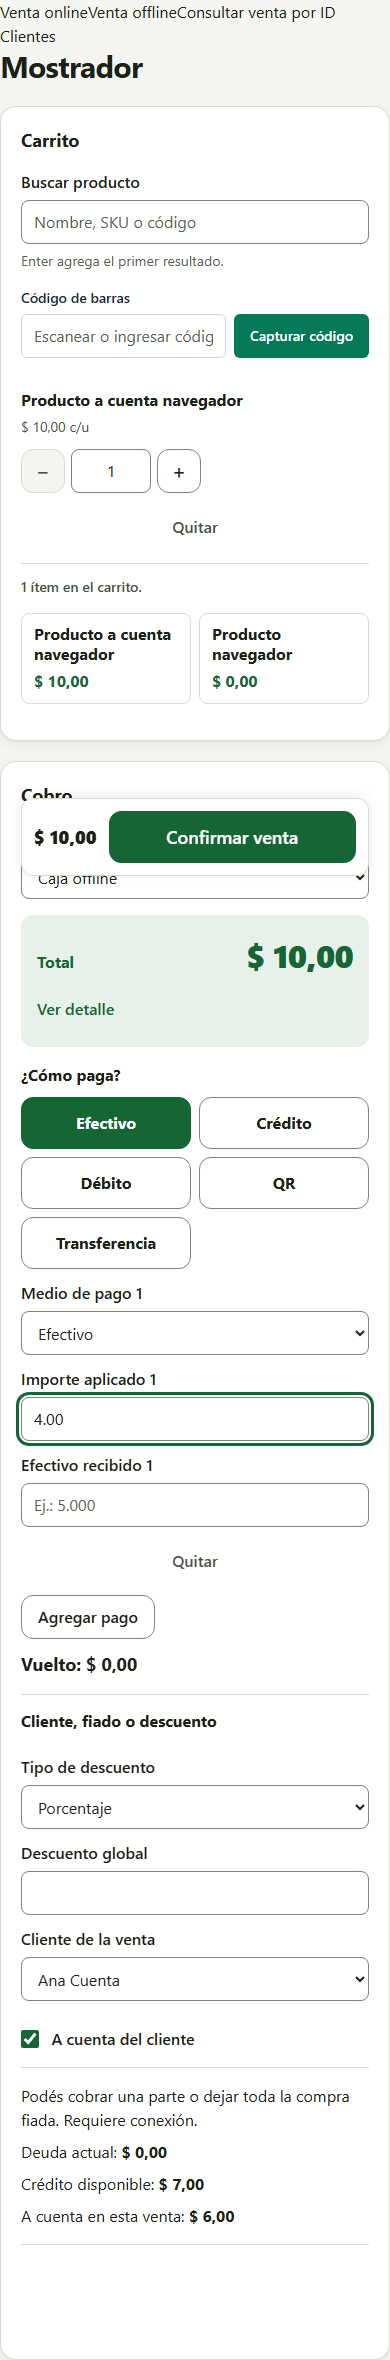 Venta onlineVenta offlineConsultar venta por ID
Clientes
Mostrador
Carrito
Buscar producto
Nombre, SKU o código
Enter agrega el primer resultado.
Código de barras
Escanear o ingresar códig
Capturar código
Producto a cuenta navegador
$ 10,00 c/u
− 1 +
Quitar
1 ítem en el carrito.
Producto a cuenta
navegador
$ 10,00
Producto
navegador
$ 0,00
Cobro
$ 10,00
Confirmar venta
Caja offline
Total
$ 10,00
Ver detalle
¿Cómo paga?
Efectivo
Crédito
Débito
QR
Transferencia
Medio de pago 1
Efectivo
Importe aplicado 1
4.00
Efectivo recibido 1
Ej.: 5.000
Quitar
Agregar pago
Vuelto: $ 0,00
Cliente, fiado o descuento
Tipo de descuento
Porcentaje
Descuento global
Cliente de la venta
Ana Cuenta
A cuenta del cliente
Podés cobrar una parte o dejar toda la compra
fiada. Requiere conexión.
Deuda actual: $ 0,00
Crédito disponible: $ 7,00
A cuenta en esta venta: $ 6,00